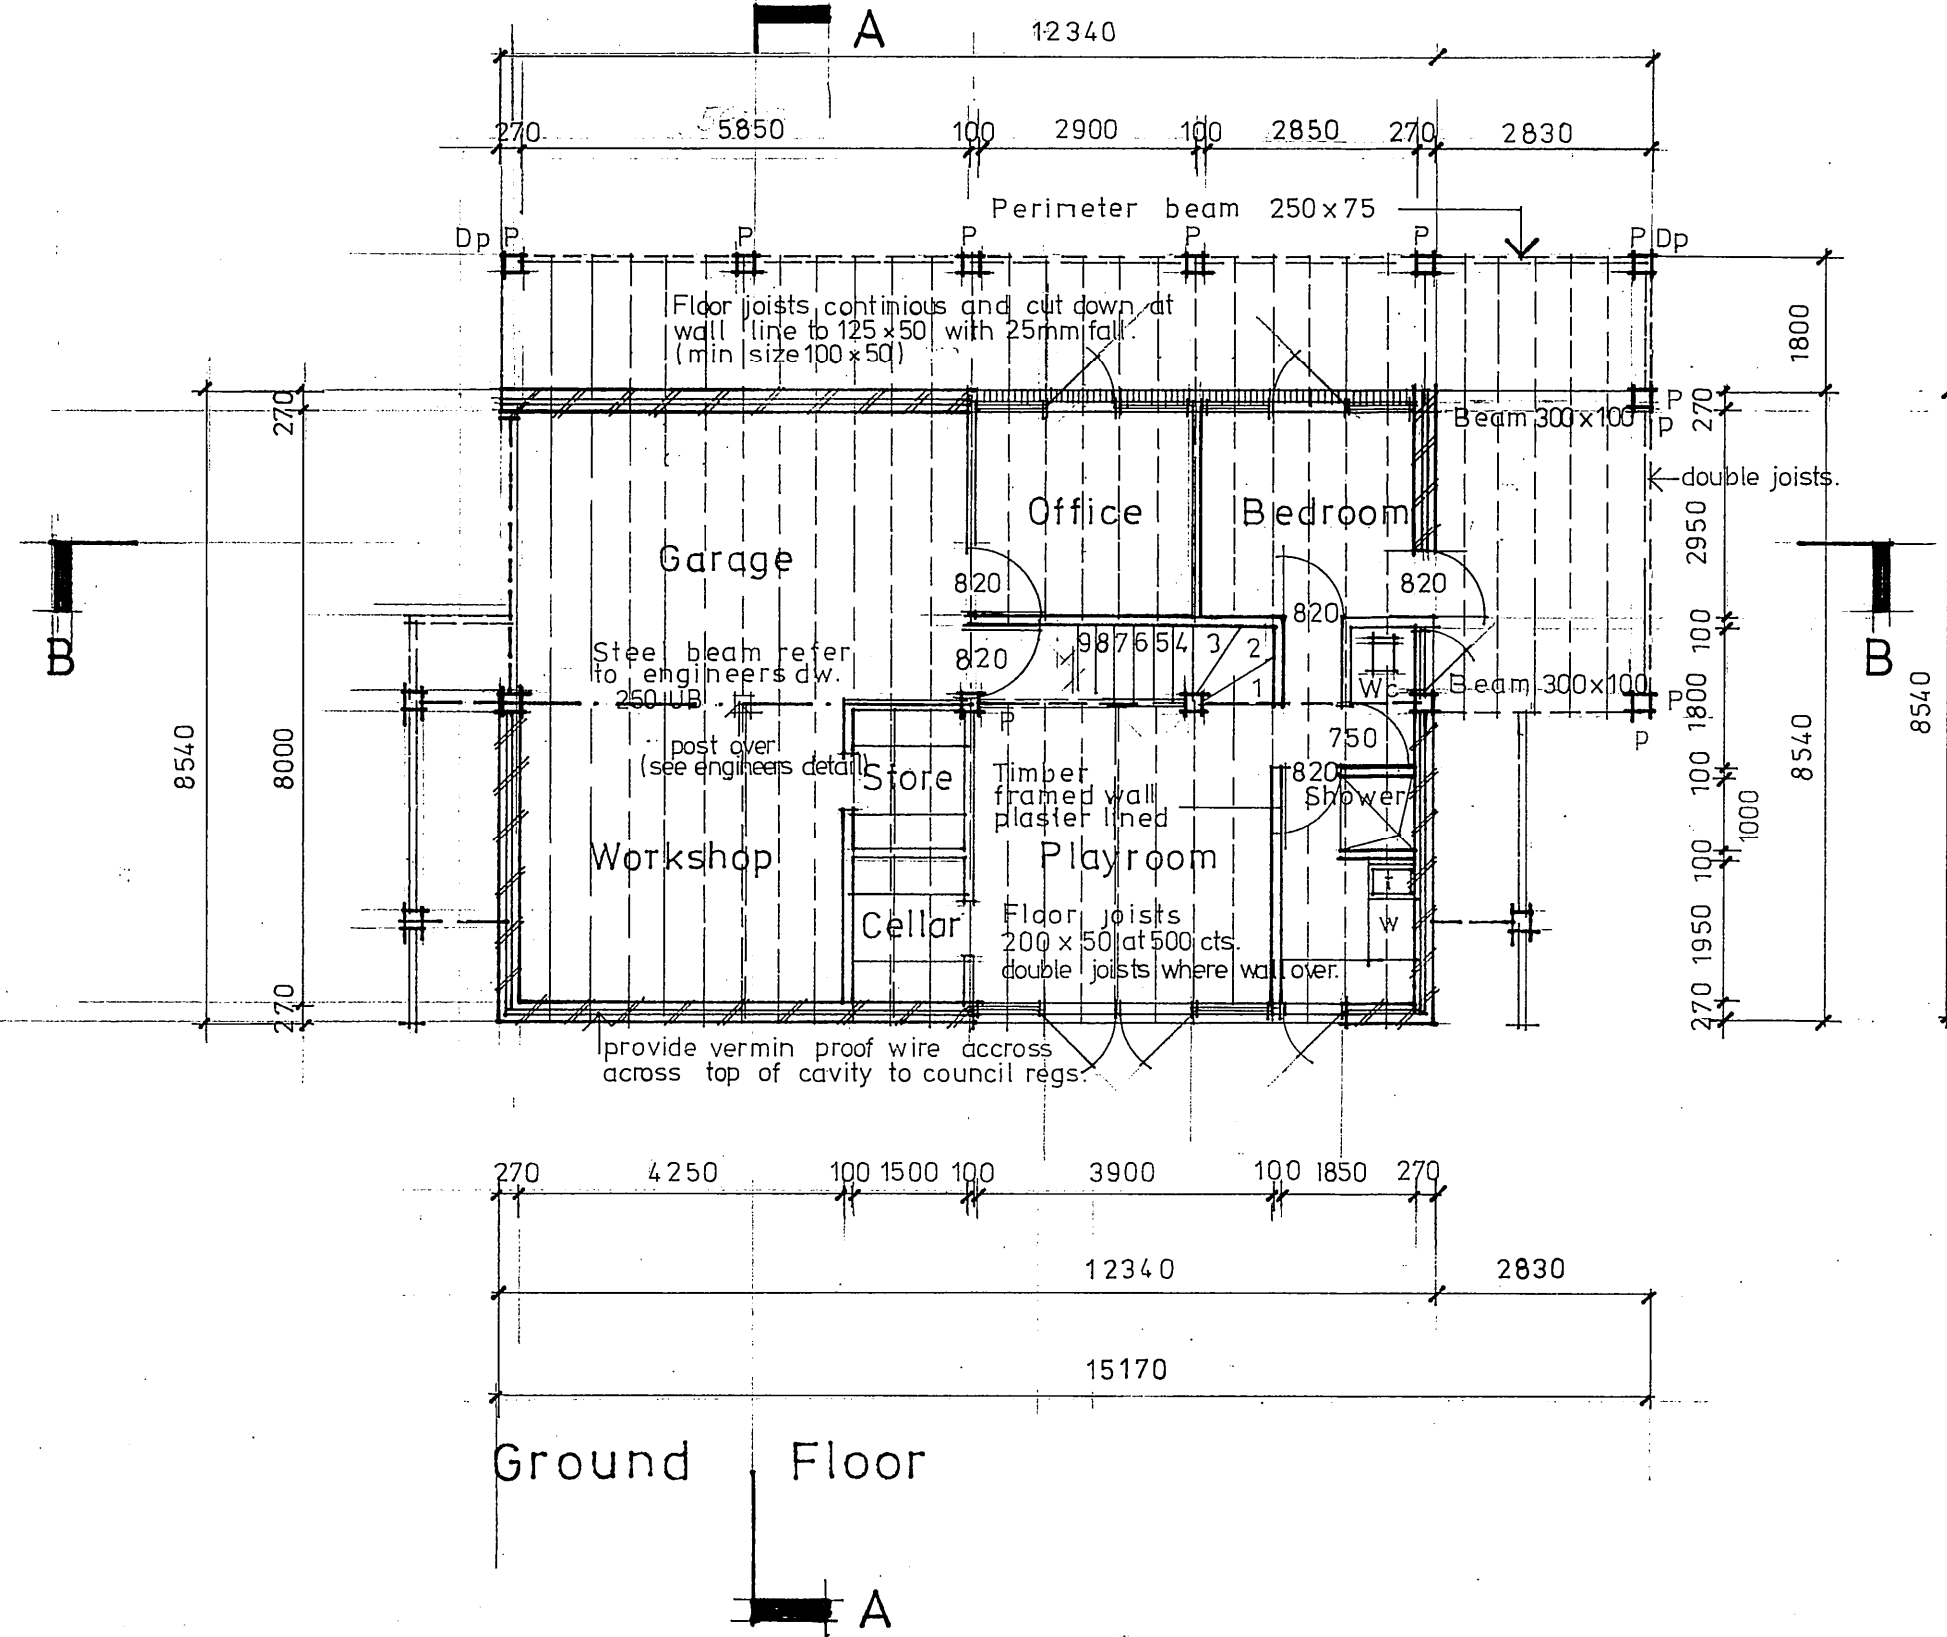 A
12340
270 5850 100 2900 100 2850 270 2830
Perimeter beam 250x75
Dp P P P P P P Dp
Floor joists continious and cut down at
wall line to 125x50 with 25mm fall.
(min size 100x50)
1800
270
270
P
Beam 300x100
P
double joists.
Office
Bedroom
Garage
2950
820
820
820
820
B
B
100
9 8 7 6 5 4 3 2 1
Steel beam refer
to engineers dw.
250 UB
Wc
Beam 300x100
P
1800
8540
P
P
post over
(see engineers detail)
8540
8000
8540
750
Store
Timber
framed wall
plaster lined
820
Shower
100
1000
Workshop
Playroom
100
T
Cellar
Floor joists
200 x 50 at 500 cts.
double joists where wall over.
W
1950
270
270
provide vermin proof wire accross
across top of cavity to council regs.
270 4250 100 1500 100 3900 100 1850 270
12340 2830
15170
Ground Floor
A